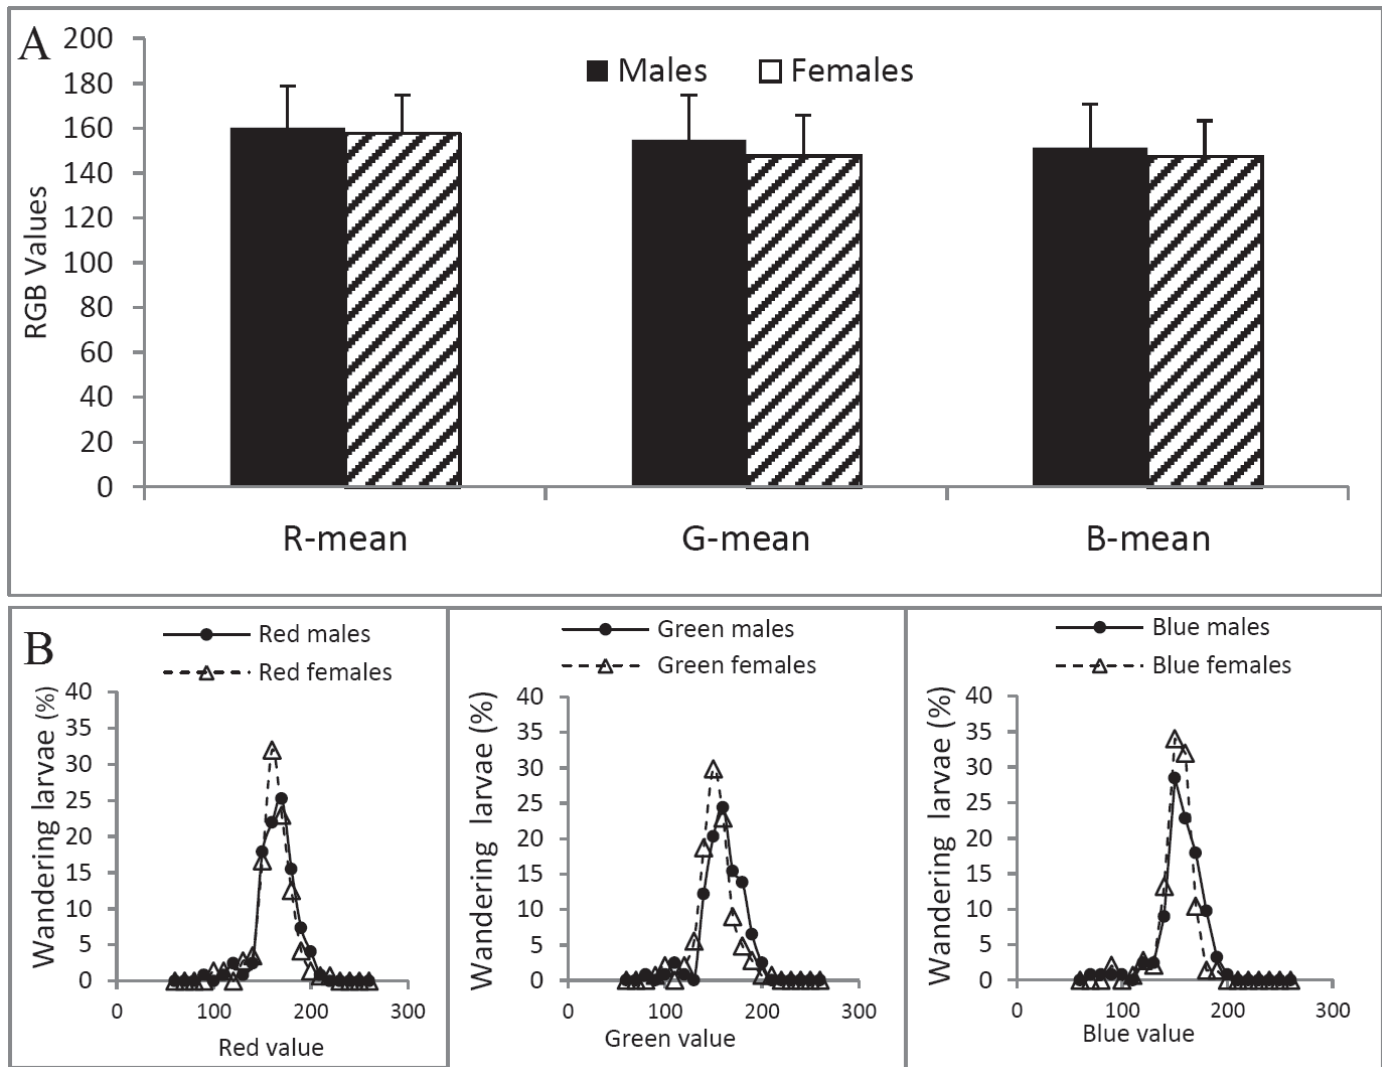 A
200
180
160
140
120
100
80
60
40
20
0
RGB Values
Males Females
R-mean G-mean B-mean
B
Red males
Red females
Wandering larvae (%)
40
35
30
25
20
15
10
5
0
0 100 200 300
Red value
Green males
Green females
Wandering larvae (%)
40
35
30
25
20
15
10
5
0
0 100 200 300
Green value
Blue males
Blue females
Wandering larvae (%)
40
35
30
25
20
15
10
5
0
0 100 200 300
Blue value